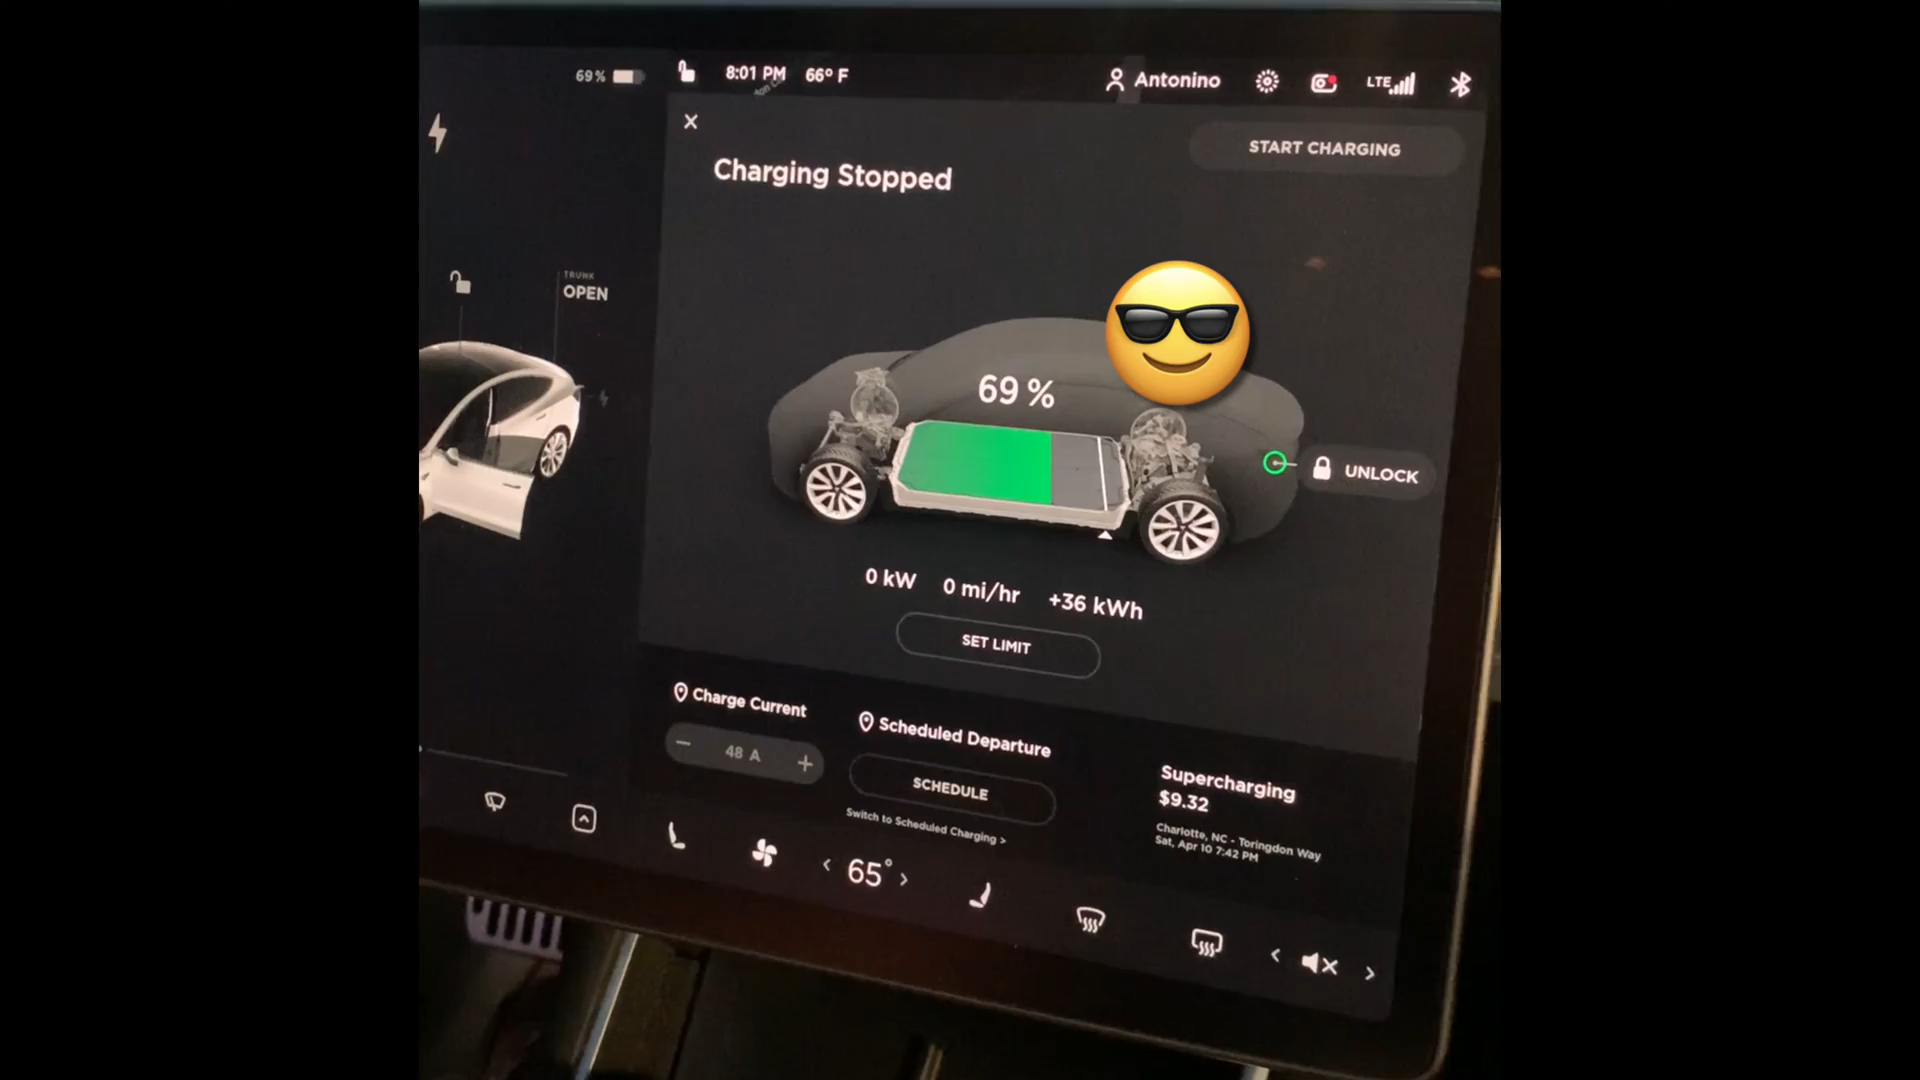 69%
8:01 PM
66° F
Antonino
LTE
START CHARGING
Charging Stopped
TRUNK
OPEN
69 %
UNLOCK
0 kW 0 mi/hr +36 kWh
SET LIMIT
Charge Current
48 A
Scheduled Departure
SCHEDULE
Switch to Scheduled Charging >
Supercharging
$9.32
Charlotte, NC - Toringdon Way
Sat, Apr 10 7:42 PM
< 65° >